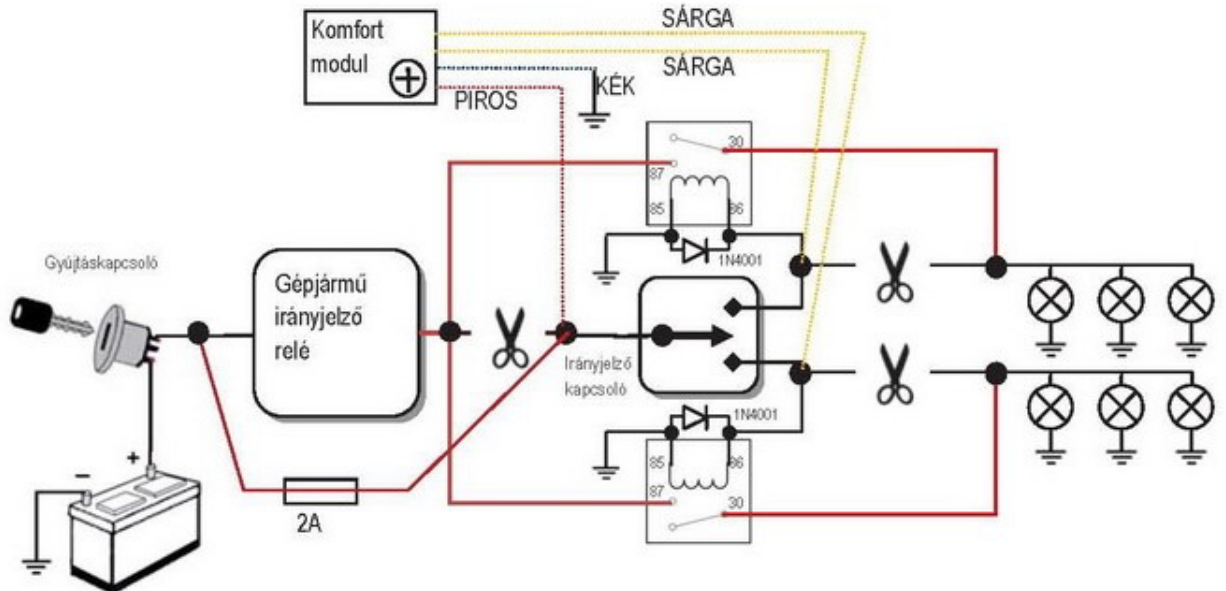 SÁRGA
Komfort
modul
SÁRGA
KÉK
PIROS
30
87
85
86
1N4001
Gyújtáskapcsoló
Gépjármű
irányjelző
relé
Irányjelző
kapcsoló
1N4001
85
86
87
30
+
–
2A